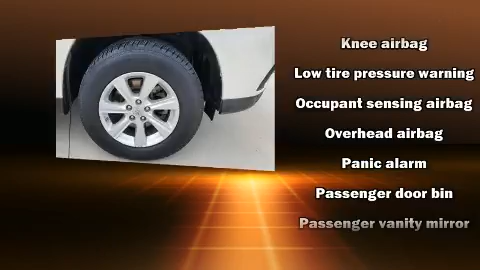 Knee airbag
Low tire pressure warning
Occupant sensing airbag
Overhead airbag
Panic alarm
Passenger door bin
Passenger vanity mirror